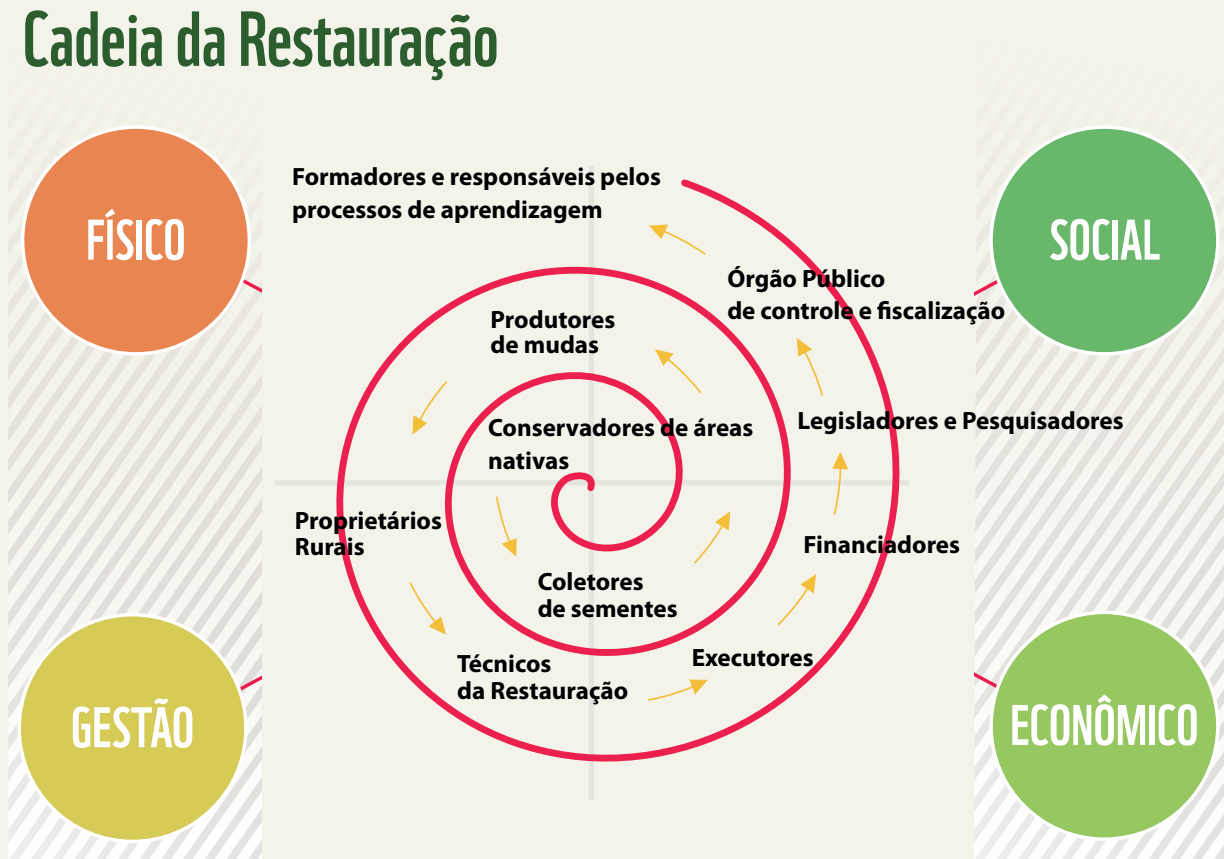 Cadeia da Restauração
FÍSICO
SOCIAL
Formadores e responsáveis pelos
processos de aprendizagem
Órgão Público
de controle e fiscalização
Produtores
de mudas
Legisladores e Pesquisadores
Conservadores de áreas
nativas
Proprietários
Rurais
Financiadores
Coletores
de sementes
Técnicos
da Restauração
Executores
GESTÃO
ECONÔMICO